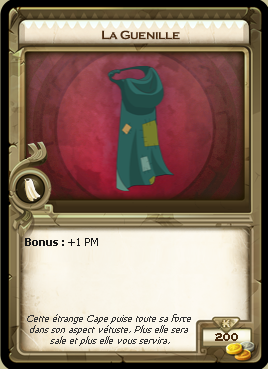 La Guenille
Bonus : +1 PM
Cette étrange Cape puise toute sa force
dans son aspect vétuste. Plus elle sera
sale et plus elle vous servira.
200